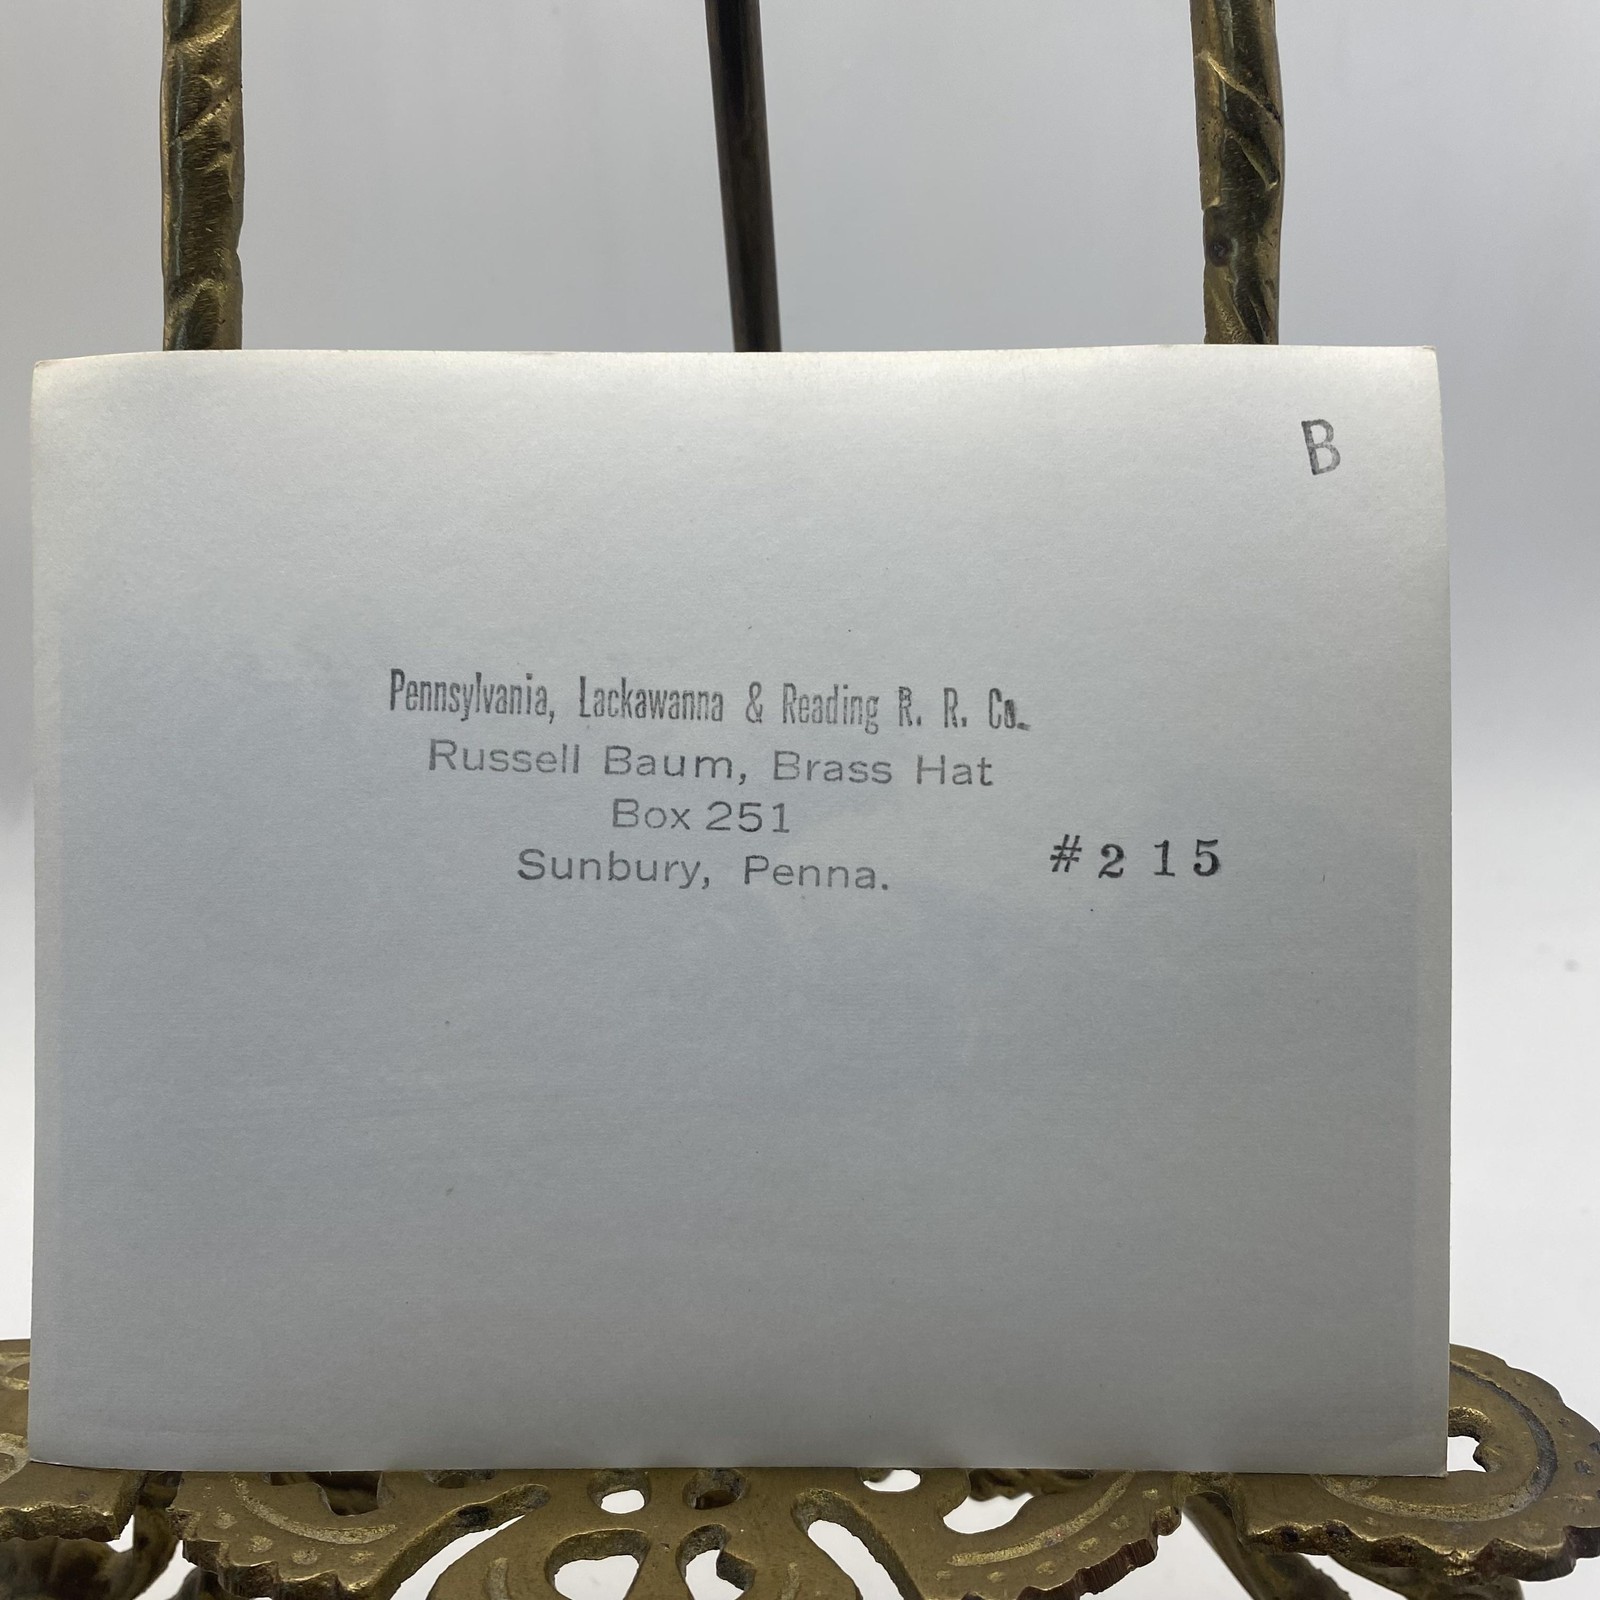 B
Pennsylvania, Lackawanna & Reading R. R. Co.
Russell Baum, Brass Hat
Box 251
Sunbury, Penna.
#215